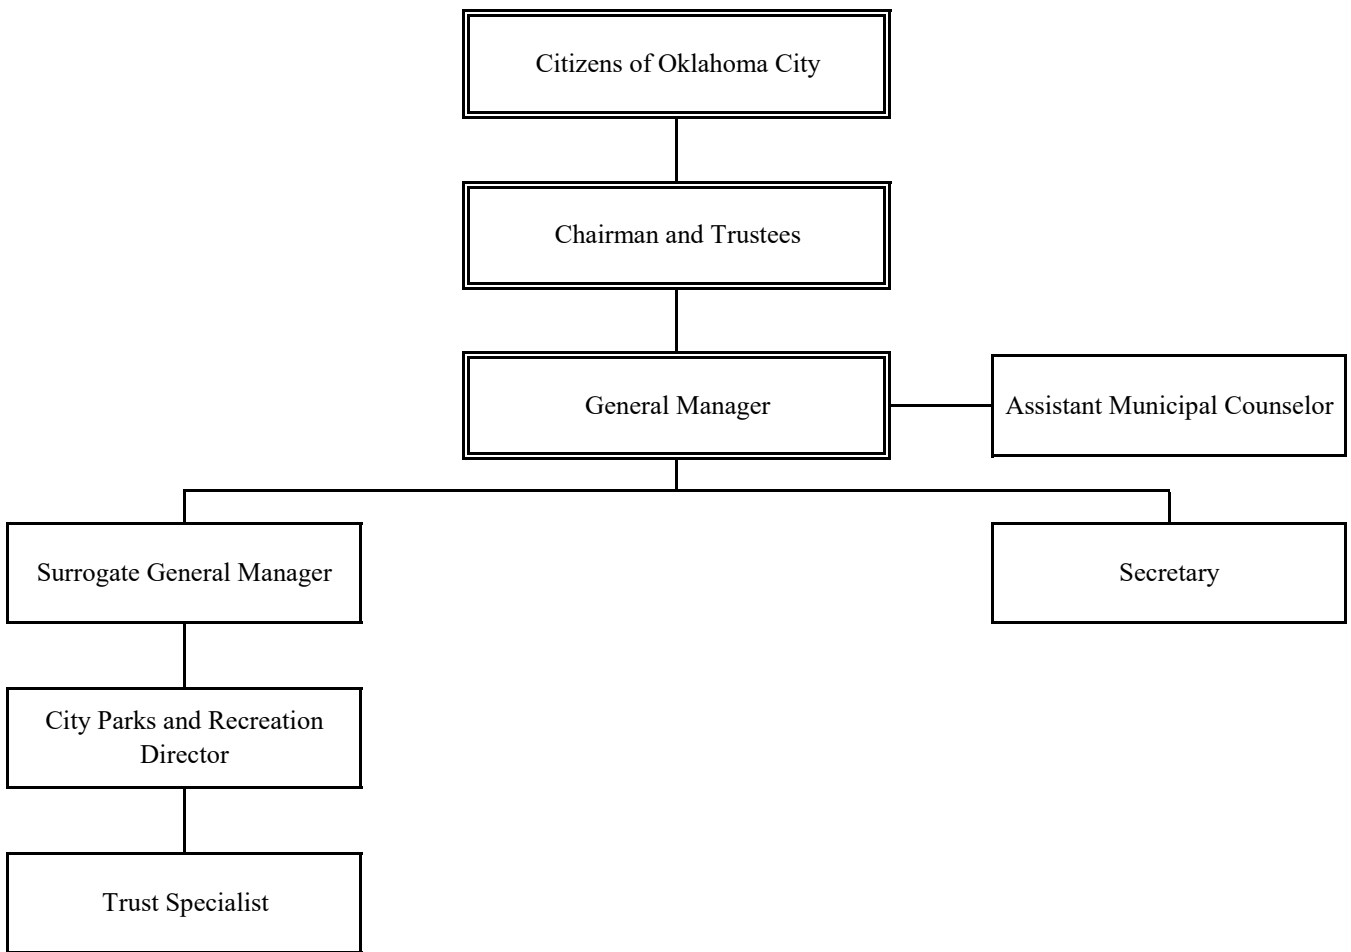 Citizens of Oklahoma City
Chairman and Trustees
General Manager
Assistant Municipal Counselor
Surrogate General Manager
Secretary
City Parks and Recreation
Director
Trust Specialist